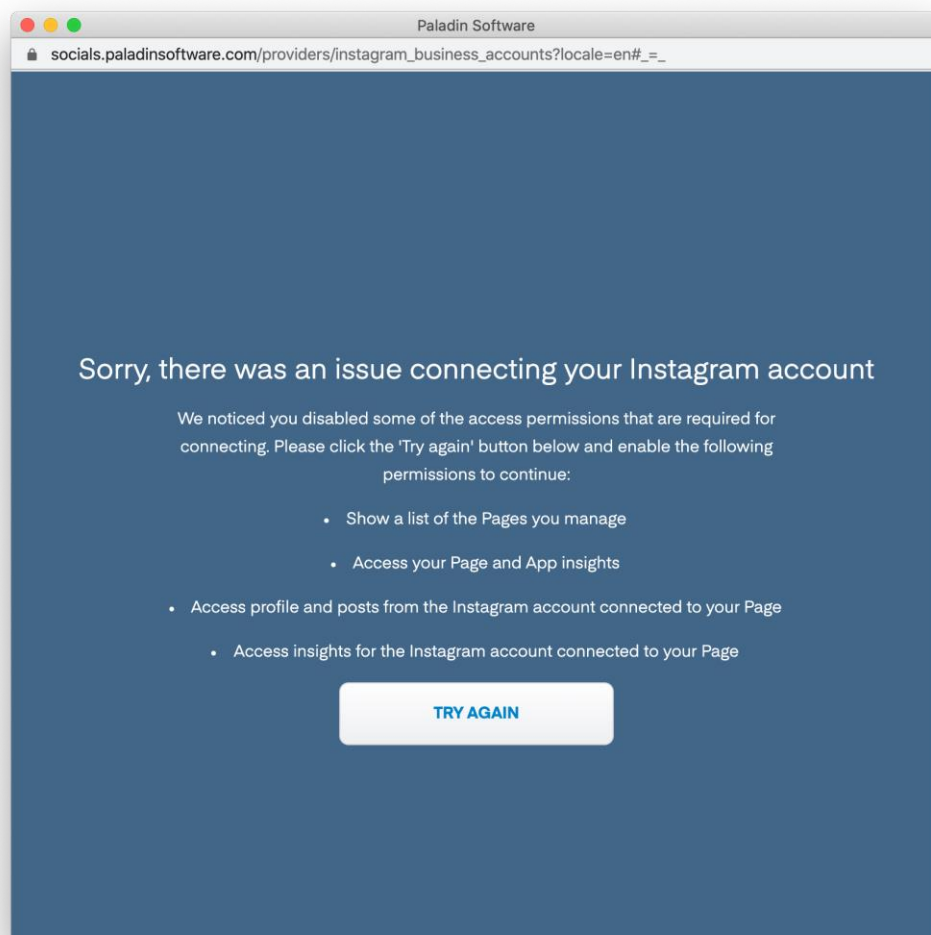 Paladin Software
socials.paladinsoftware.com/providers/instagram_business_accounts?locale=en#_=_
Sorry, there was an issue connecting your Instagram account
We noticed you disabled some of the access permissions that are required for
connecting. Please click the 'Try again' button below and enable the following
permissions to continue:
• Show a list of the Pages you manage
• Access your Page and App insights
• Access profile and posts from the Instagram account connected to your Page
• Access insights for the Instagram account connected to your Page
TRY AGAIN